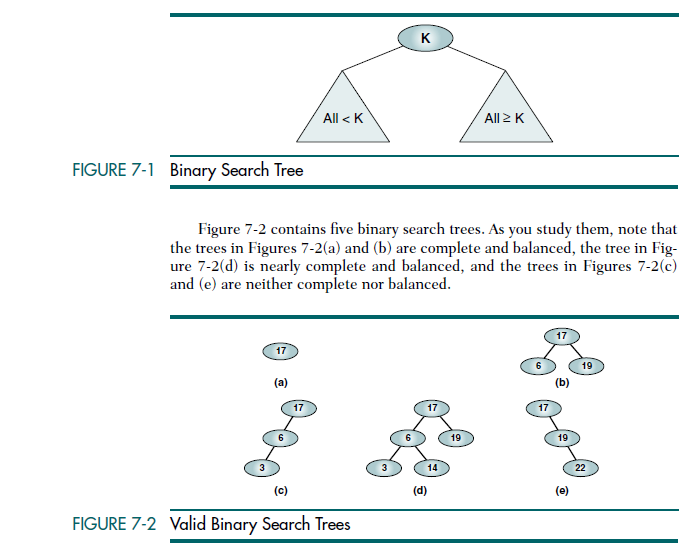 K
All < K
All ≥ K
FIGURE 7-1 Binary Search Tree
Figure 7-2 contains five binary search trees. As you study them, note that
the trees in Figures 7-2(a) and (b) are complete and balanced, the tree in Fig-
ure 7-2(d) is nearly complete and balanced, and the trees in Figures 7-2(c)
and (e) are neither complete nor balanced.
17
(a)
17
6 19
(b)
17
6
3
(c)
17
6 19
3 14
(d)
17
19
22
(e)
FIGURE 7-2 Valid Binary Search Trees